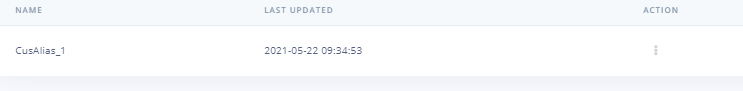 NAME LAST UPDATED ACTION
CusAlias_1 2021-05-22 09:34:53